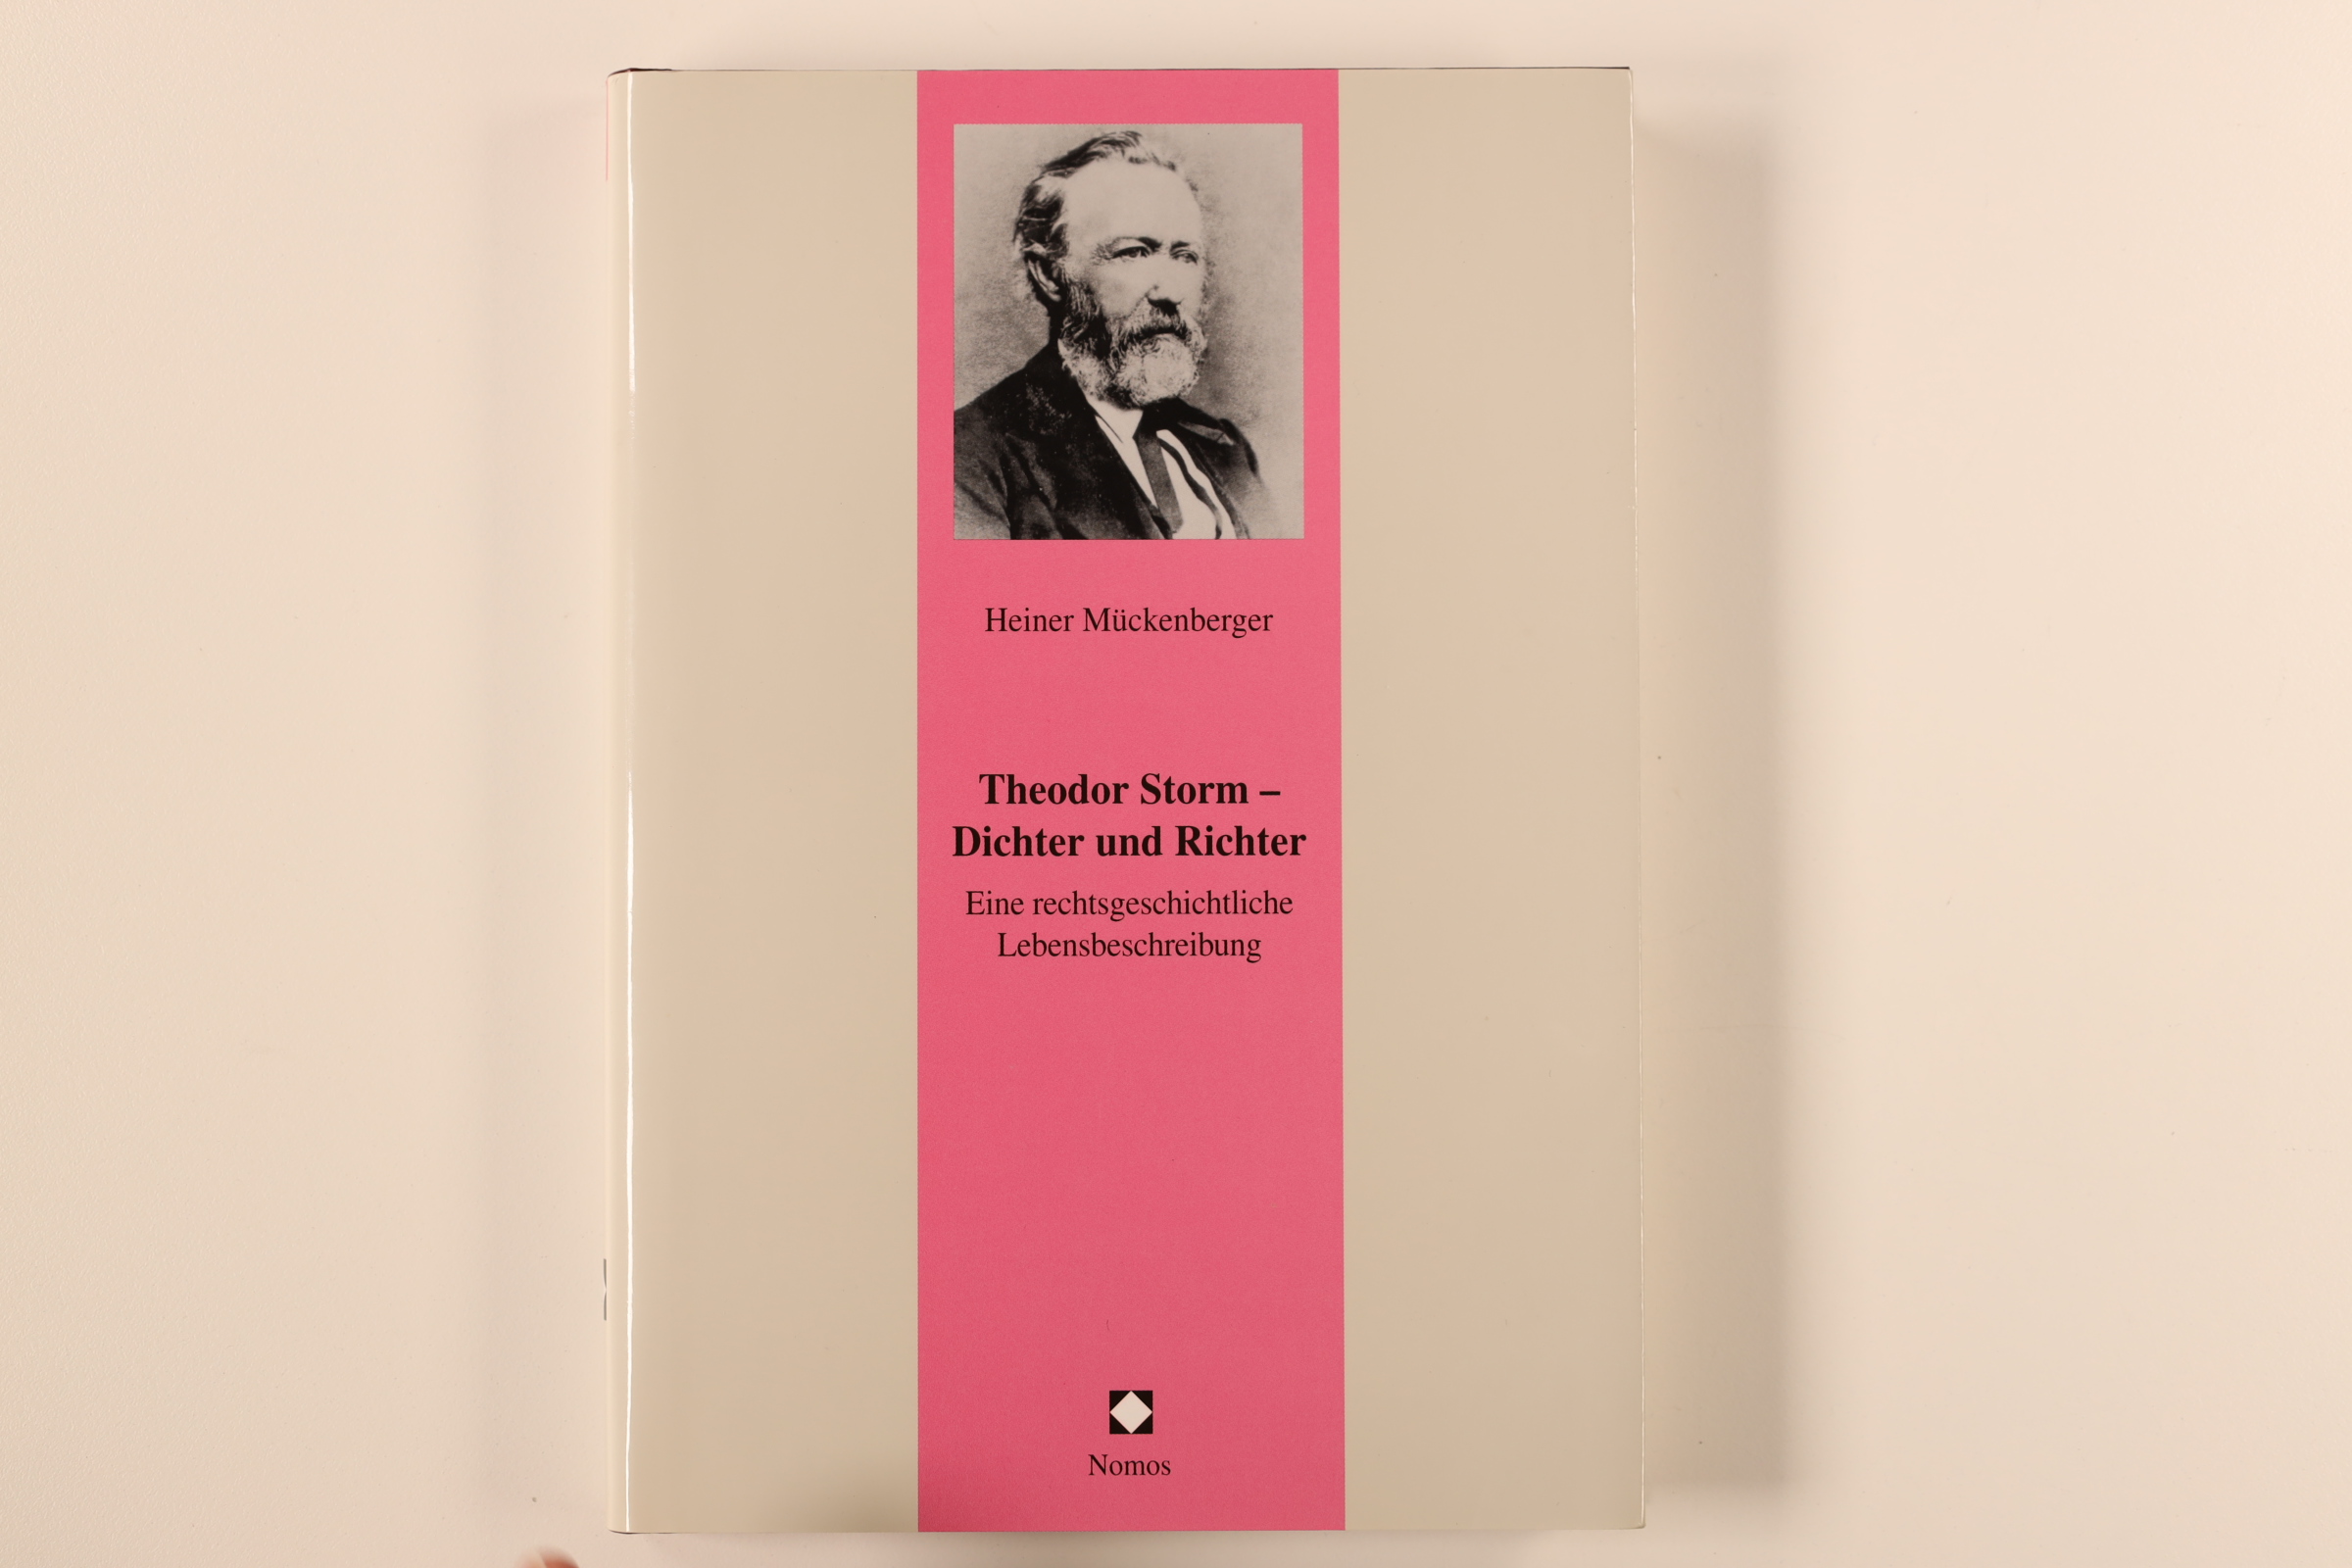 Heiner Mückenberger
Theodor Storm –
Dichter und Richter
Eine rechtsgeschichtliche
Lebensbeschreibung
Nomos